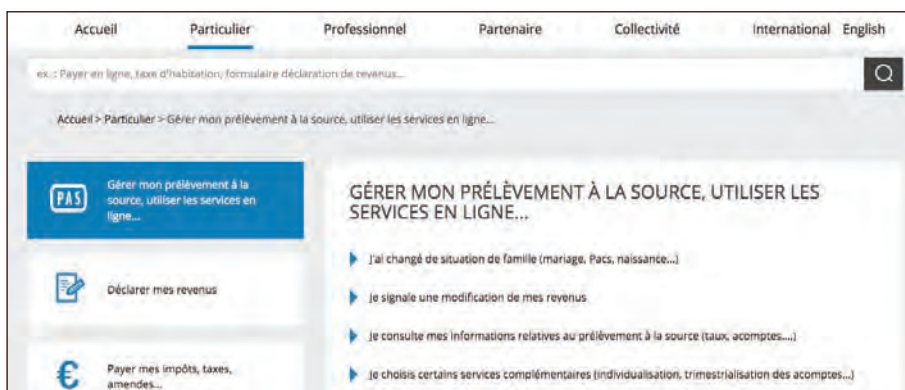 Accueil Particulier Professionnel Partenaire Collectivité International English
ex. : Payer en ligne, taxe d'habitation, formulaire déclaration de revenus...
Accueil > Particulier > Gérer mon prélèvement à la source, utiliser les services en ligne...
PAS
Gérer mon prélèvement à la
source, utiliser les services en
ligne...
Déclarer mes revenus
€
Payer mes impôts, taxes,
amendes...
GÉRER MON PRÉLÈVEMENT À LA SOURCE, UTILISER LES
SERVICES EN LIGNE...
J'ai changé de situation de famille (mariage, Pacs, naissance...)
Je signale une modification de mes revenus
Je consulte mes informations relatives au prélèvement à la source (taux, acomptes....)
Je choisis certains services complémentaires (individualisation, trimestrialisation des acomptes...)